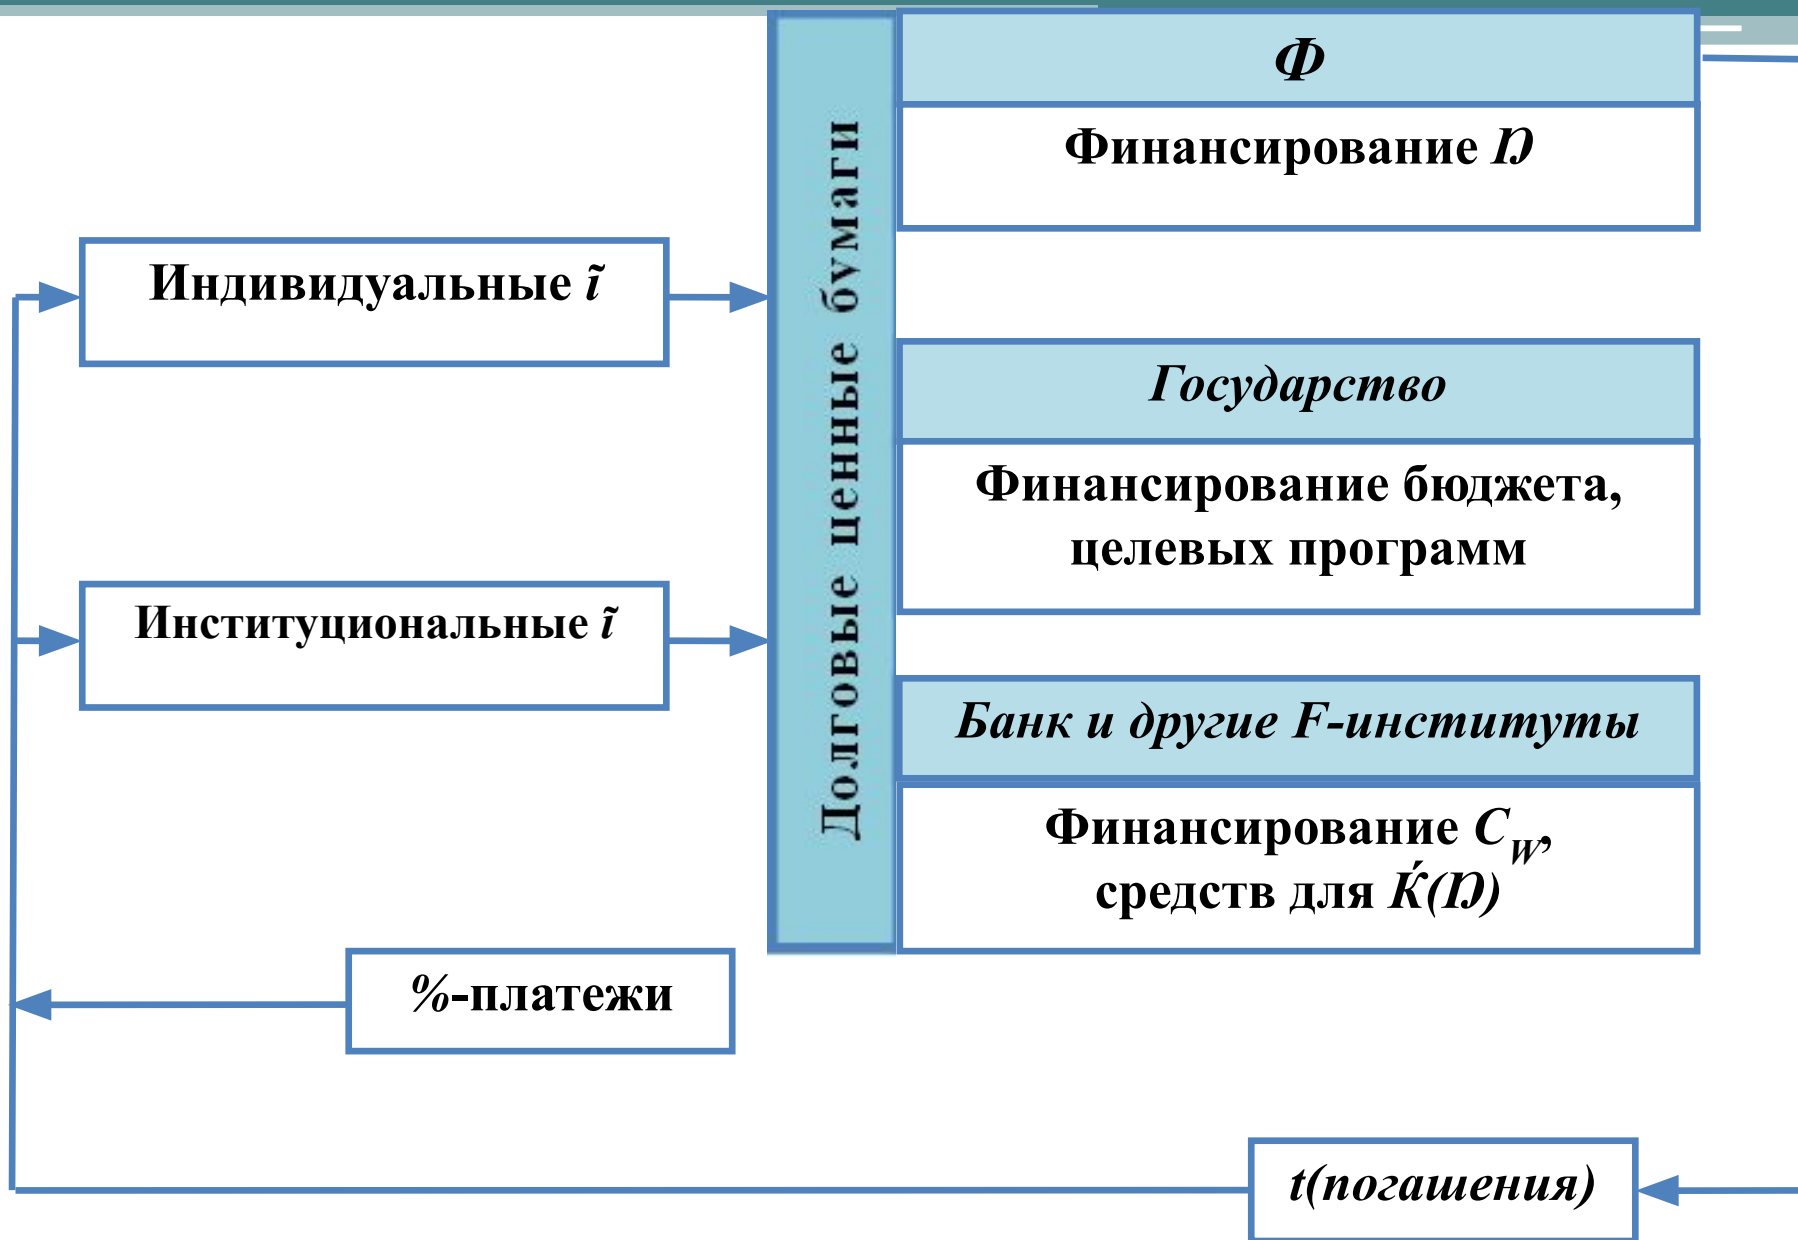 Ф
Финансирование Ŋ
Индивидуальные ĩ
Государство
Финансирование бюджета,
целевых программ
Институциональные ĩ
Долговые ценные бумаги
Банк и другие F-институты
Финансирование C_W,
средств для Ḱ(Ŋ)
%-платежи
t(погашения)